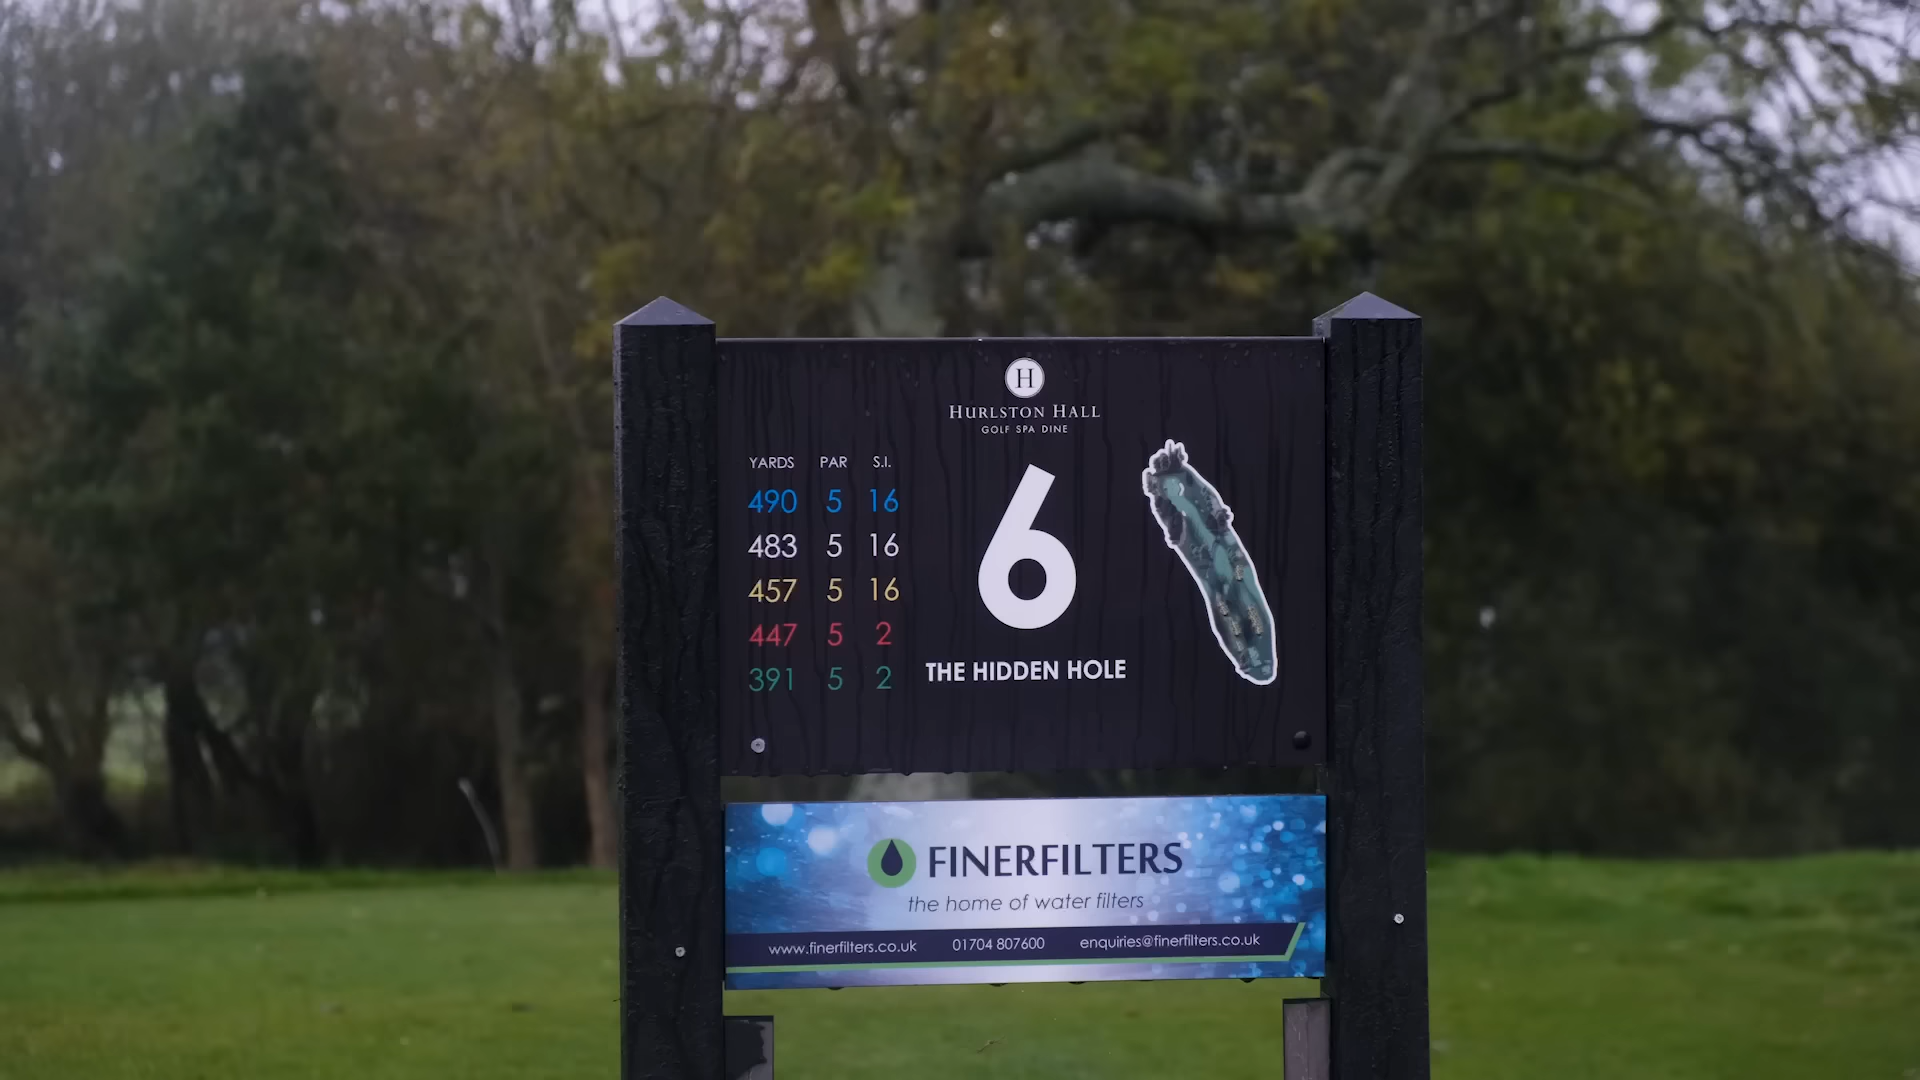 H
HURLSTON HALL
GOLF SPA DINE
YARDS PAR S.I.
490 5 16
483 5 16
457 5 16
447 5 2
391 5 2
6
THE HIDDEN HOLE
FINERFILTERS
the home of water filters
www.finerfilters.co.uk 01704 807600 enquiries@finerfilters.co.uk